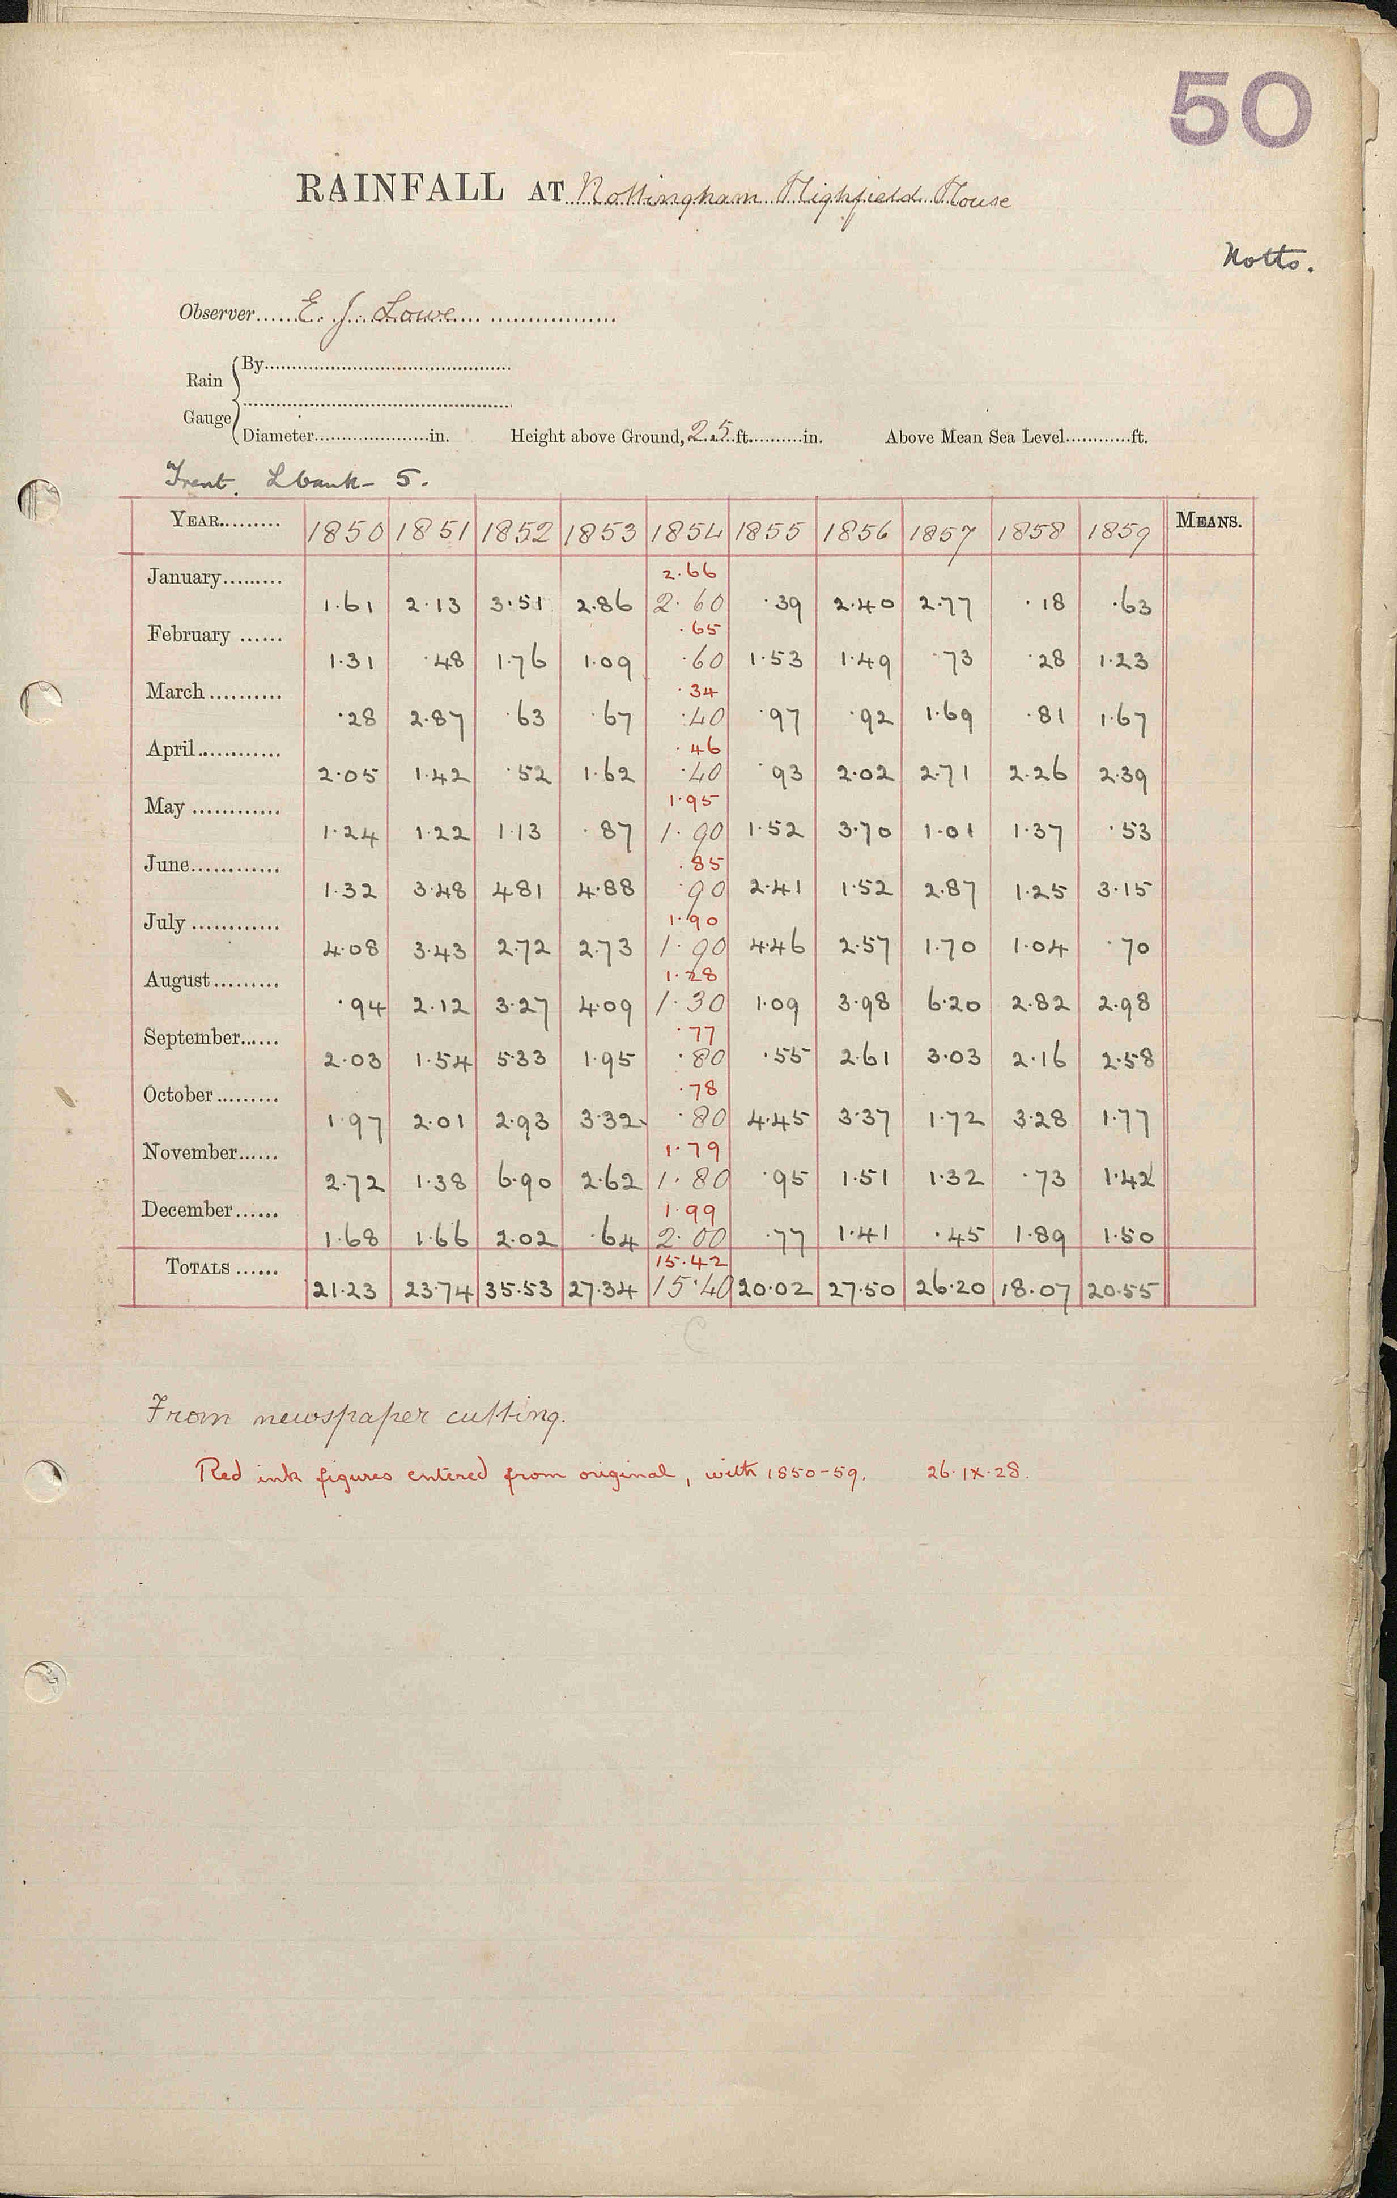 50
RAINFALL AT Nottingham Highfield House
Notts.
Observer...... E. J. Lowe ..................
Rain Gauge { By..............................
..............................
Diameter....................in. Height above Ground, 25 ft..........in. Above Mean Sea Level............ft.
Trent. L bank - 5.
YEAR......... 1850 1851 1852 1853 1854 1855 1856 1857 1858 1859 MEANS.
2.66
January......... 1.61 2.13 3.51 2.86 2.60 .39 2.40 2.77 .18 .63
.65
February ...... 1.31 .48 1.76 1.09 .60 1.53 1.49 .73 .28 1.23
.34
March.......... .28 2.87 .63 .67 .40 .97 .92 1.69 .81 1.67
.46
April............ 2.05 1.42 .52 1.62 .40 .93 2.02 2.71 2.26 2.39
1.95
May ............ 1.24 1.22 1.13 .87 1.90 1.52 3.70 1.01 1.37 .53
.85
June............ 1.32 3.48 4.81 4.88 .90 2.41 1.52 2.87 1.25 3.15
1.90
July ............ 4.08 3.43 2.72 2.73 1.90 4.46 2.57 1.70 1.04 .70
1.28
August......... .94 2.12 3.27 4.09 1.30 1.09 3.98 6.20 2.82 2.98
.77
September...... 2.03 1.54 5.33 1.95 .80 .55 2.61 3.03 2.16 2.58
.78
October ......... 1.97 2.01 2.93 3.32 .80 4.45 3.37 1.72 3.28 1.77
1.79
November...... 2.72 1.38 6.90 2.62 1.80 .95 1.51 1.32 .73 1.42
1.99
December...... 1.68 1.66 2.02 .64 2.00 .77 1.41 .45 1.89 1.50
15.42
TOTALS ...... 21.23 23.74 35.53 27.34 15.40 20.02 27.50 26.20 18.07 20.55
C
From newspaper cutting.
Red ink figures entered from original, with 1850-59. 26.IX.28.